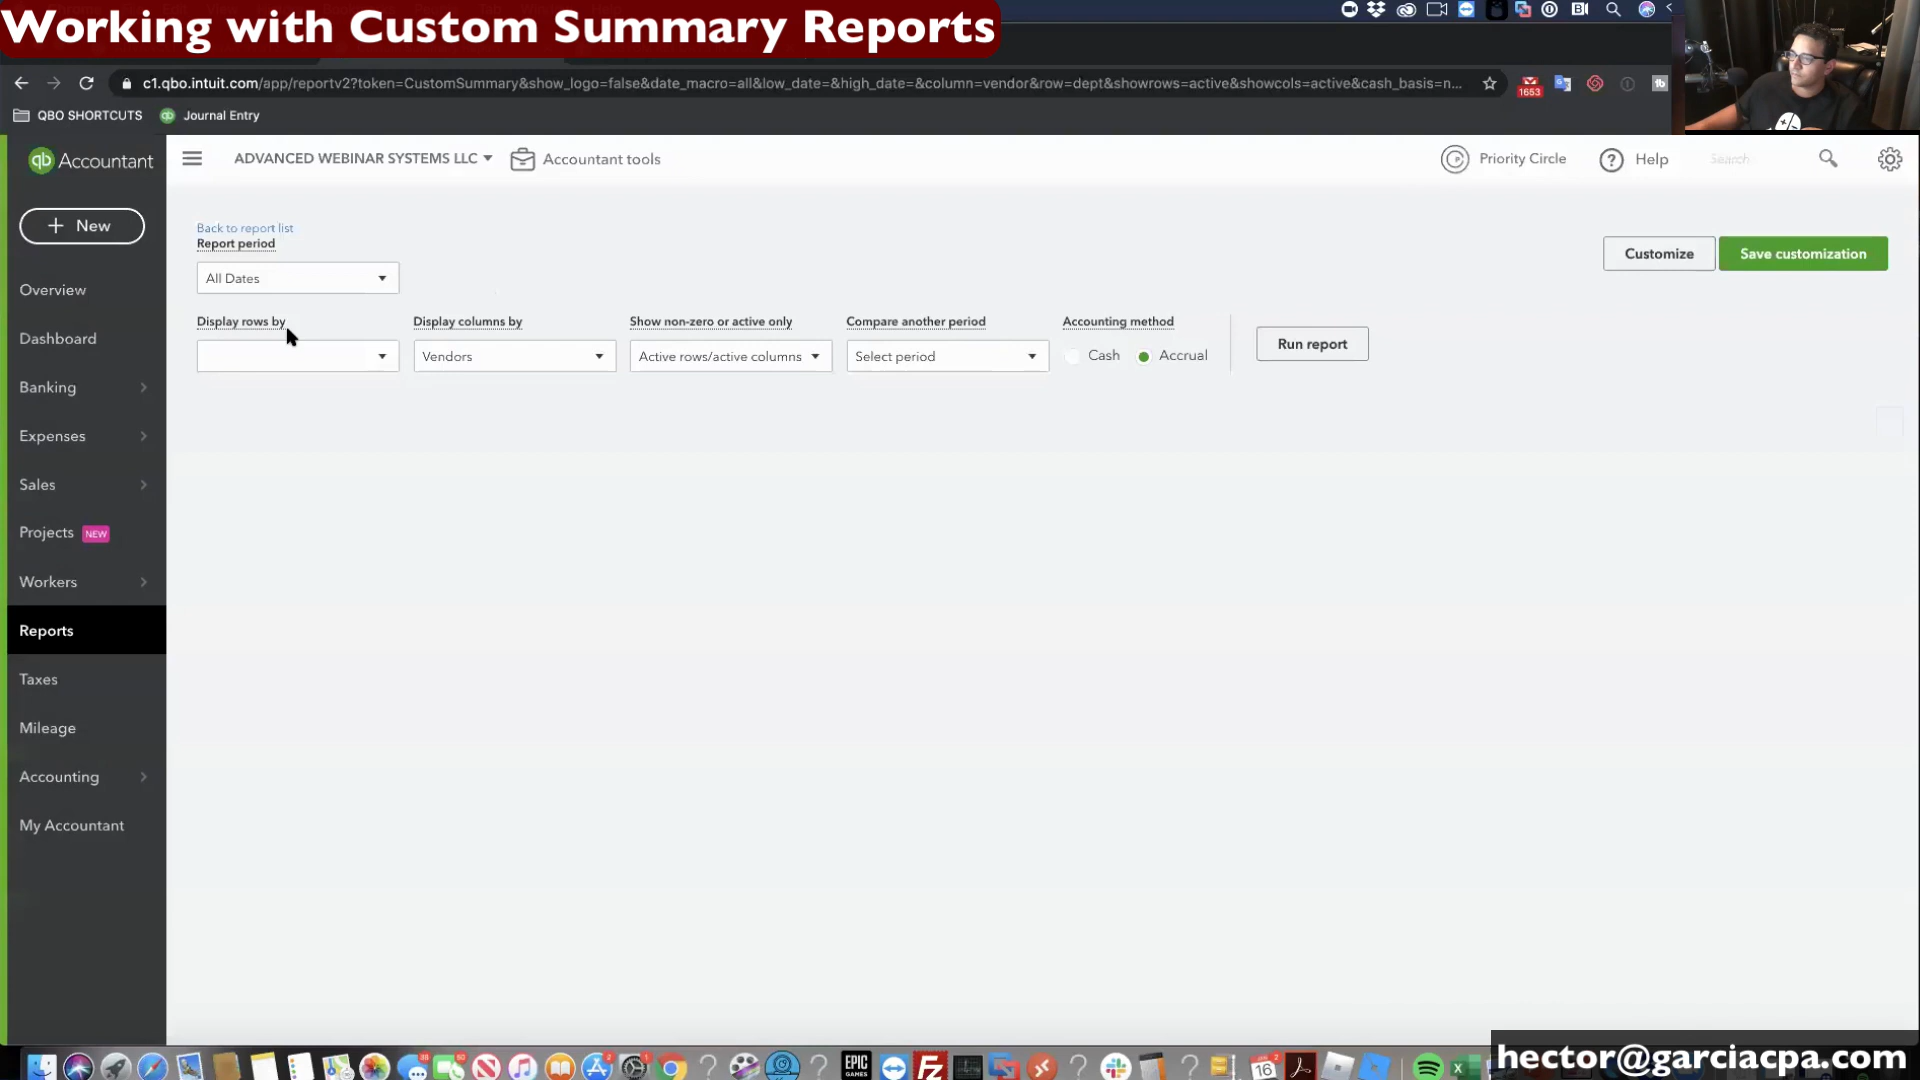 Working with Custom Summary Reports
c1.qbo.intuit.com/app/reportv2?token=CustomSummary&show_logo=false&date_macro=all&low_date=&high_date=&column=vendor&row=dept&showrows=active&showcols=active&cash_basis=n...
1653
QBO SHORTCUTS
Journal Entry
qb Accountant
ADVANCED WEBINAR SYSTEMS LLC
Accountant tools
Priority Circle
Help
Search
+ New
Back to report list
Report period
All Dates
Customize
Save customization
Display rows by
Display columns by
Show non-zero or active only
Compare another period
Accounting method
Vendors
Active rows/active columns
Select period
Cash
Accrual
Run report
Overview
Dashboard
Banking
Expenses
Sales
Projects NEW
Workers
Reports
Taxes
Mileage
Accounting
My Accountant
EPIC GAMES
hector@garciacpa.com